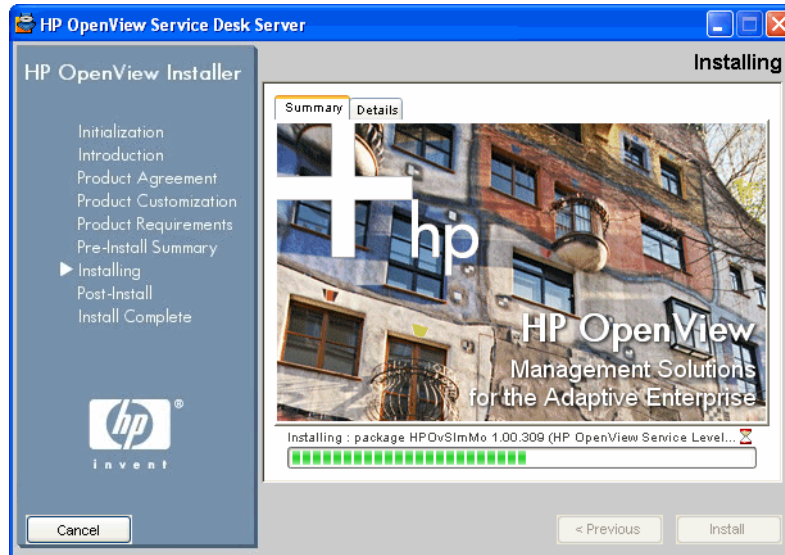 HP OpenView Service Desk Server
HP OpenView Installer
Initialization
Introduction
Product Agreement
Product Customization
Product Requirements
Pre-Install Summary
Installing
Post-Install
Install Complete
hp
®
invent
Cancel
Installing
Summary
Details
hp
HP OpenView
Management Solutions
for the Adaptive Enterprise
Installing : package HPOvSlmMo 1.00.309 (HP OpenView Service Level...
< Previous
Install